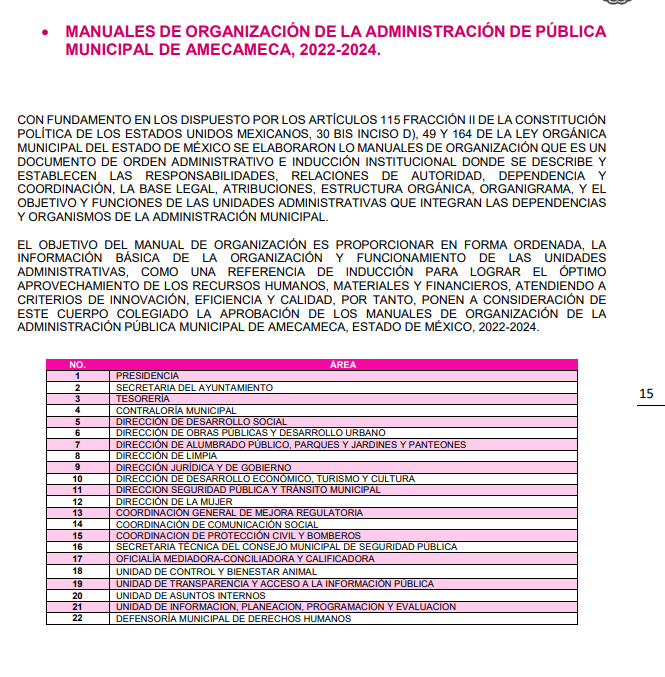 • MANUALES DE ORGANIZACIÓN DE LA ADMINISTRACIÓN DE PÚBLICA
MUNICIPAL DE AMECAMECA, 2022-2024.
CON FUNDAMENTO EN LOS DISPUESTO POR LOS ARTÍCULOS 115 FRACCIÓN II DE LA CONSTITUCIÓN
POLÍTICA DE LOS ESTADOS UNIDOS MEXICANOS, 30 BIS INCISO D), 49 Y 164 DE LA LEY ORGÁNICA
MUNICIPAL DEL ESTADO DE MÉXICO SE ELABORARON LO MANUALES DE ORGANIZACIÓN QUE ES UN
DOCUMENTO DE ORDEN ADMINISTRATIVO E INDUCCIÓN INSTITUCIONAL DONDE SE DESCRIBE Y
ESTABLECEN LAS RESPONSABILIDADES, RELACIONES DE AUTORIDAD, DEPENDENCIA Y
COORDINACIÓN, LA BASE LEGAL, ATRIBUCIONES, ESTRUCTURA ORGÁNICA, ORGANIGRAMA, Y EL
OBJETIVO Y FUNCIONES DE LAS UNIDADES ADMINISTRATIVAS QUE INTEGRAN LAS DEPENDENCIAS
Y ORGANISMOS DE LA ADMINISTRACIÓN MUNICIPAL.
EL OBJETIVO DEL MANUAL DE ORGANIZACIÓN ES PROPORCIONAR EN FORMA ORDENADA, LA
INFORMACIÓN BÁSICA DE LA ORGANIZACIÓN Y FUNCIONAMIENTO DE LAS UNIDADES
ADMINISTRATIVAS, COMO UNA REFERENCIA DE INDUCCIÓN PARA LOGRAR EL ÓPTIMO
APROVECHAMIENTO DE LOS RECURSOS HUMANOS, MATERIALES Y FINANCIEROS, ATENDIENDO A
CRITERIOS DE INNOVACIÓN, EFICIENCIA Y CALIDAD, POR TANTO, PONEN A CONSIDERACIÓN DE
ESTE CUERPO COLEGIADO LA APROBACIÓN DE LOS MANUALES DE ORGANIZACIÓN DE LA
ADMINISTRACIÓN PÚBLICA MUNICIPAL DE AMECAMECA, ESTADO DE MÉXICO, 2022-2024.
NO. ÁREA
1 PRESIDENCIA
2 SECRETARIA DEL AYUNTAMIENTO
3 TESORERÍA
4 CONTRALORÍA MUNICIPAL
5 DIRECCIÓN DE DESARROLLO SOCIAL
6 DIRECCIÓN DE OBRAS PÚBLICAS Y DESARROLLO URBANO
7 DIRECCIÓN DE ALUMBRADO PÚBLICO, PARQUES Y JARDINES Y PANTEONES
8 DIRECCIÓN DE LIMPIA
9 DIRECCIÓN JURÍDICA Y DE GOBIERNO
10 DIRECCIÓN DE DESARROLLO ECONÓMICO, TURISMO Y CULTURA
11 DIRECCION SEGURIDAD PÚBLICA Y TRÁNSITO MUNICIPAL
12 DIRECCIÓN DE LA MUJER
13 COORDINACIÓN GENERAL DE MEJORA REGULATORIA
14 COORDINACIÓN DE COMUNICACIÓN SOCIAL
15 COORDINACION DE PROTECCIÓN CIVIL Y BOMBEROS
16 SECRETARIA TÉCNICA DEL CONSEJO MUNICIPAL DE SEGURIDAD PÚBLICA
17 OFICIALÍA MEDIADORA-CONCILIADORA Y CALIFICADORA
18 UNIDAD DE CONTROL Y BIENESTAR ANIMAL
19 UNIDAD DE TRANSPARENCIA Y ACCESO A LA INFORMACIÓN PÚBLICA
20 UNIDAD DE ASUNTOS INTERNOS
21 UNIDAD DE INFORMACION, PLANEACION, PROGRAMACION Y EVALUACION
22 DEFENSORÍA MUNICIPAL DE DERECHOS HUMANOS
15